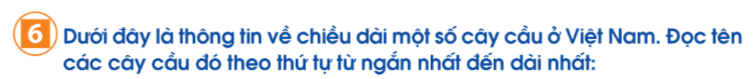 6 Dưới đây là thông tin về chiều dài một số cây cầu ở Việt Nam. Đọc tên
các cây cầu đó theo thứ tự từ ngắn nhất đến dài nhất: